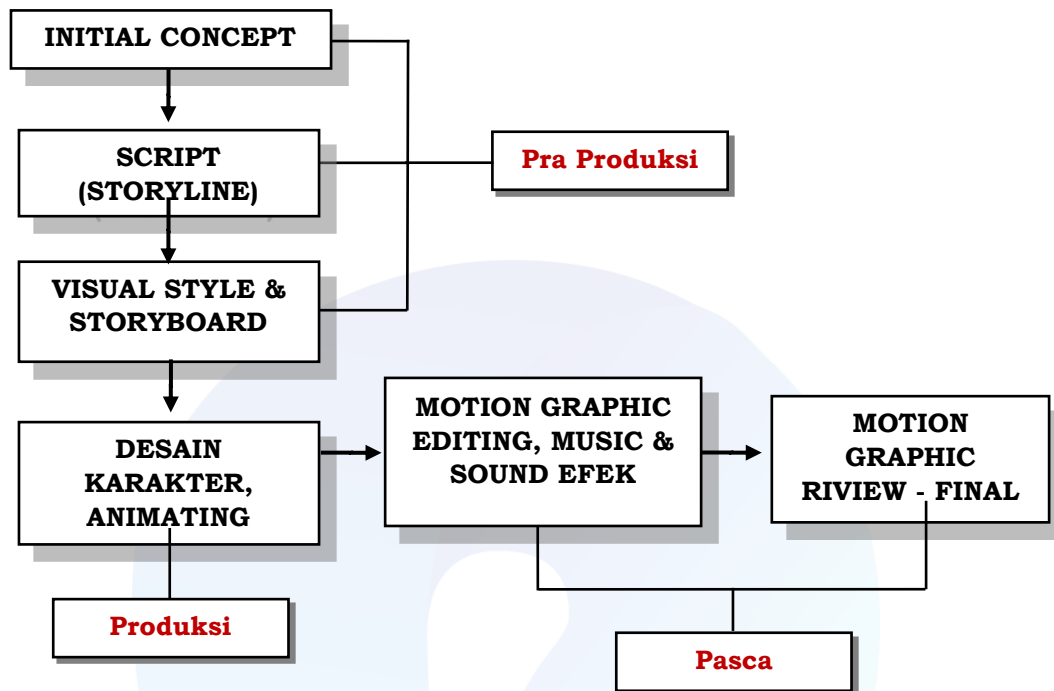 INITIAL CONCEPT
SCRIPT
(STORYLINE)
Pra Produksi
VISUAL STYLE &
STORYBOARD
DESAIN
KARAKTER,
ANIMATING
MOTION GRAPHIC
EDITING, MUSIC &
SOUND EFEK
MOTION
GRAPHIC
RIVIEW - FINAL
Produksi
Pasca